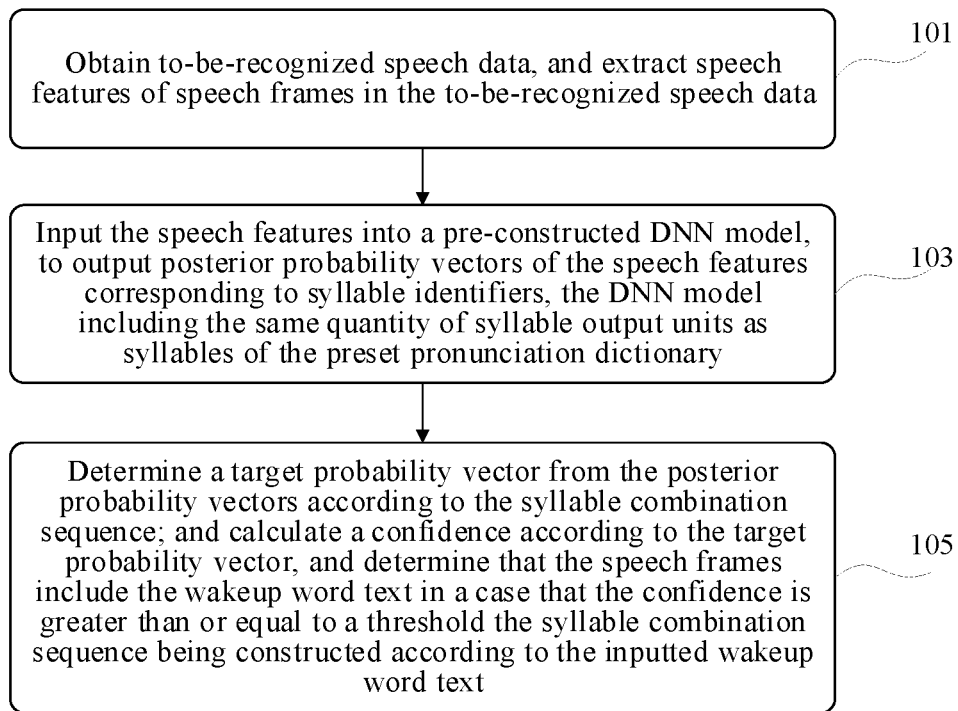 101
Obtain to-be-recognized speech data, and extract speech
features of speech frames in the to-be-recognized speech data
Input the speech features into a pre-constructed DNN model,
to output posterior probability vectors of the speech features
corresponding to syllable identifiers, the DNN model
including the same quantity of syllable output units as
syllables of the preset pronunciation dictionary
103
Determine a target probability vector from the posterior
probability vectors according to the syllable combination
sequence; and calculate a confidence according to the target
probability vector, and determine that the speech frames
include the wakeup word text in a case that the confidence is
greater than or equal to a threshold the syllable combination
sequence being constructed according to the inputted wakeup
word text
105